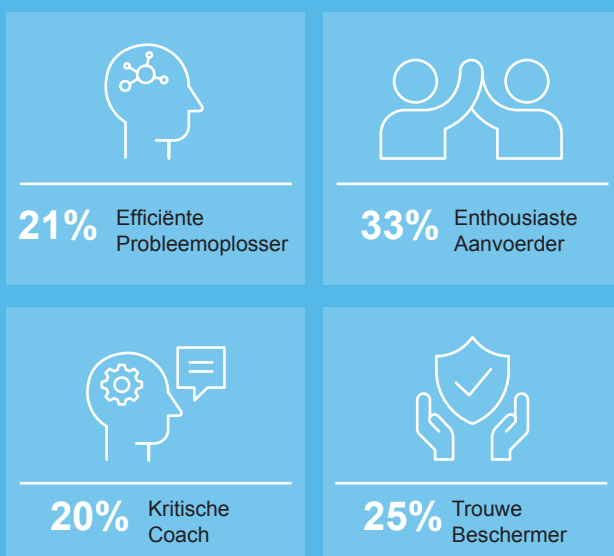 21% Efficiënte
Probleemoplosser
33% Enthousiaste
Aanvoerder
20% Kritische
Coach
25% Trouwe
Beschermer